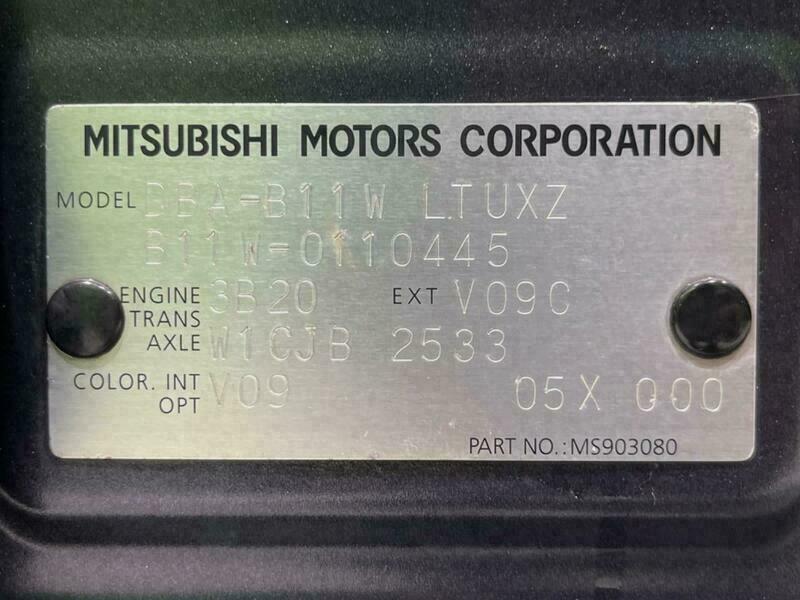 MITSUBISHI MOTORS CORPORATION
MODEL DBA-B11W LTUXZ
B11W-0110445
ENGINE 3B20 EXT V09C
TRANS
AXLE W1CJB 2533
COLOR. INT V09 05X 000
OPT
PART NO.: MS903080